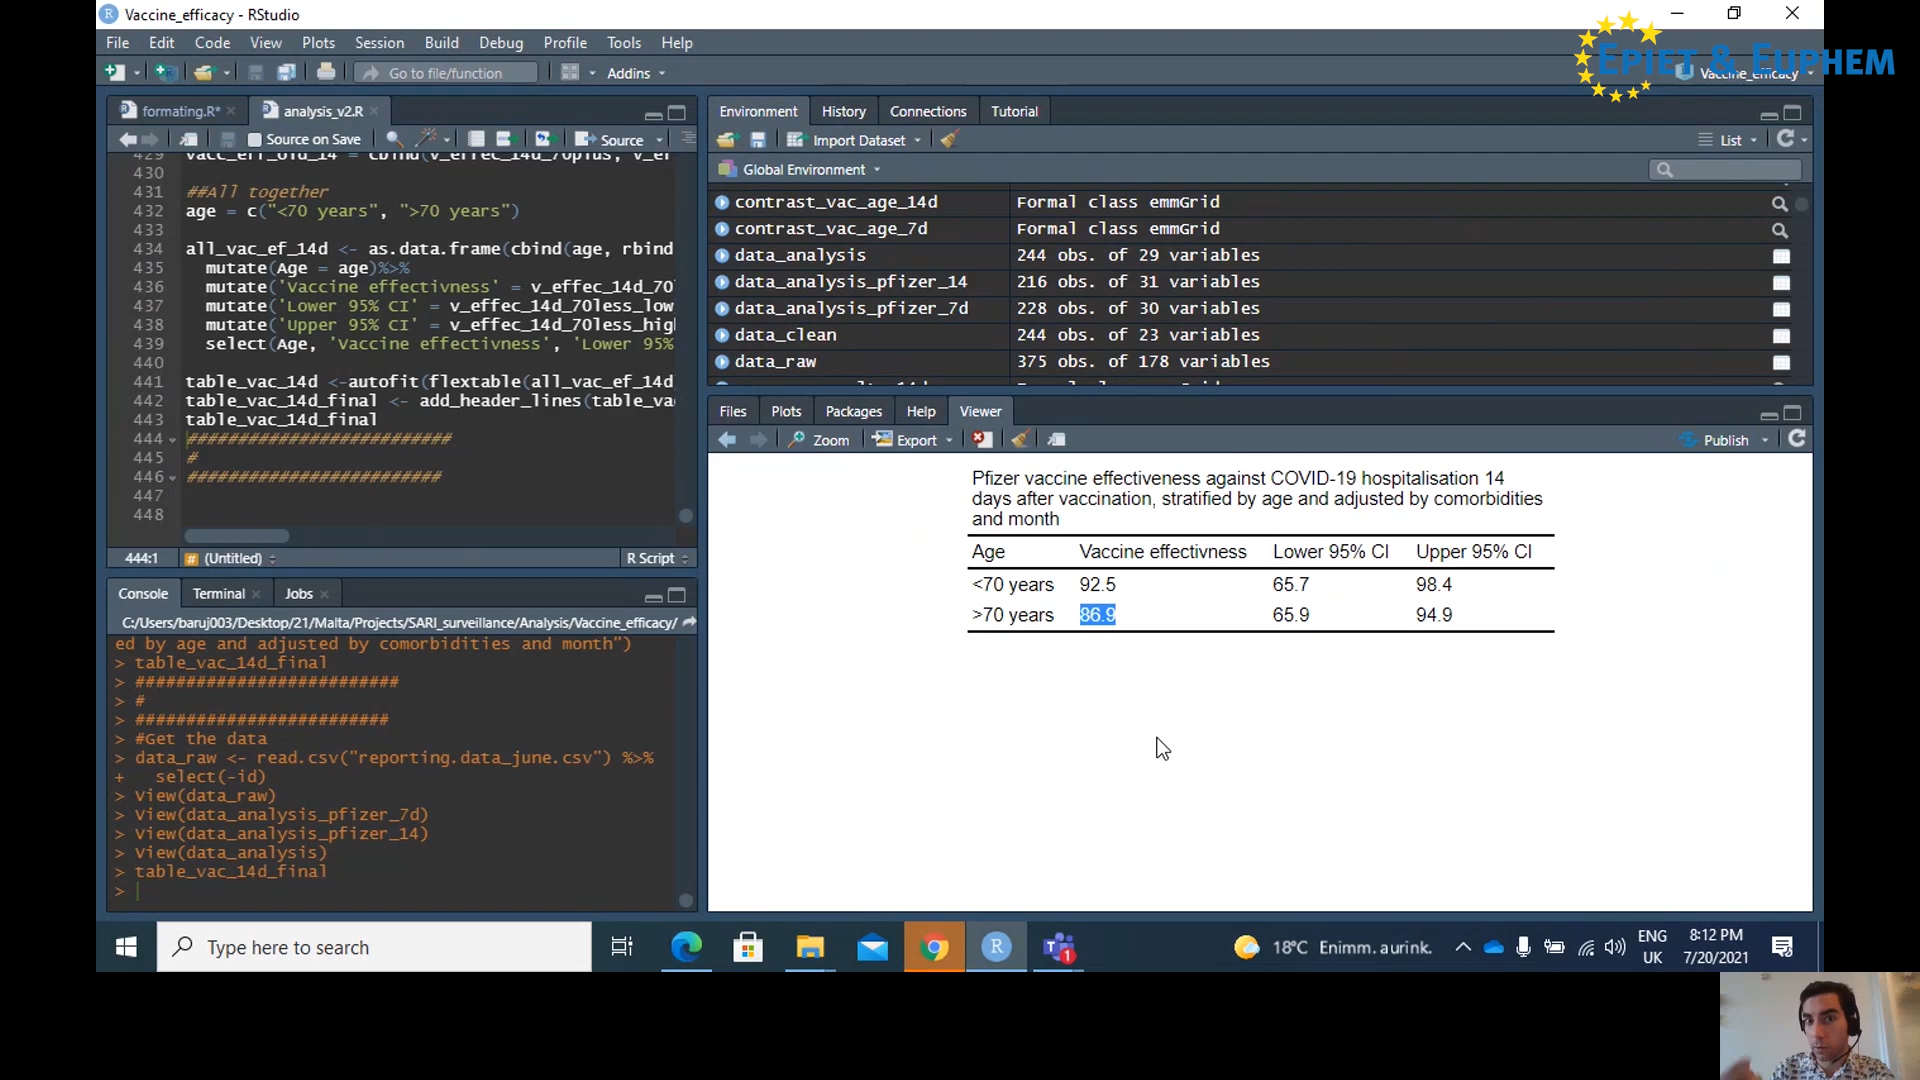 Vaccine_efficacy - RStudio
EPIET & EUPHEM
File Edit Code View Plots Session Build Debug Profile Tools Help
Go to file/function Addins
Vaccine_efficacy
formating.R* analysis_v2.R
Source on Save Source
429 vacc_eff_old_14 = cbind(v_effec_14d_70plus, v_ef
430
431 ##All together
432 age = c("<70 years", ">70 years")
433
434 all_vac_ef_14d <- as.data.frame(cbind(age, rbind
435 mutate(Age = age)%>%
436 mutate('Vaccine effectivness' = v_effec_14d_70
437 mutate('Lower 95% CI' = v_effec_14d_70less_low
438 mutate('Upper 95% CI' = v_effec_14d_70less_hig
439 select(Age, 'Vaccine effectivness', 'Lower 95%
440
441 table_vac_14d <-autofit(flextable(all_vac_ef_14d
442 table_vac_14d_final <- add_header_lines(table_va
443 table_vac_14d_final
444 ##########################
445 #
446 #########################
447
448
444:1 # (Untitled) R Script
Console Terminal Jobs
C:/Users/baruj003/Desktop/21/Malta/Projects/SARI_surveillance/Analysis/Vaccine_efficacy/
ed by age and adjusted by comorbidities and month")
> table_vac_14d_final
> ##########################
> #
> #########################
> #Get the data
> data_raw <- read.csv("reporting.data_june.csv") %>%
+ select(-id)
> View(data_raw)
> View(data_analysis_pfizer_7d)
> View(data_analysis_pfizer_14)
> View(data_analysis)
> table_vac_14d_final
>
Environment History Connections Tutorial
Import Dataset List
Global Environment
contrast_vac_age_14d Formal class emmGrid
contrast_vac_age_7d Formal class emmGrid
data_analysis 244 obs. of 29 variables
data_analysis_pfizer_14 216 obs. of 31 variables
data_analysis_pfizer_7d 228 obs. of 30 variables
data_clean 244 obs. of 23 variables
data_raw 375 obs. of 178 variables
Files Plots Packages Help Viewer
Zoom Export Publish
Pfizer vaccine effectiveness against COVID-19 hospitalisation 14
days after vaccination, stratified by age and adjusted by comorbidities
and month
Age Vaccine effectivness Lower 95% CI Upper 95% CI
<70 years 92.5 65.7 98.4
>70 years 86.9 65.9 94.9
Type here to search
18°C Enimm. aurink.
ENG
UK
8:12 PM
7/20/2021